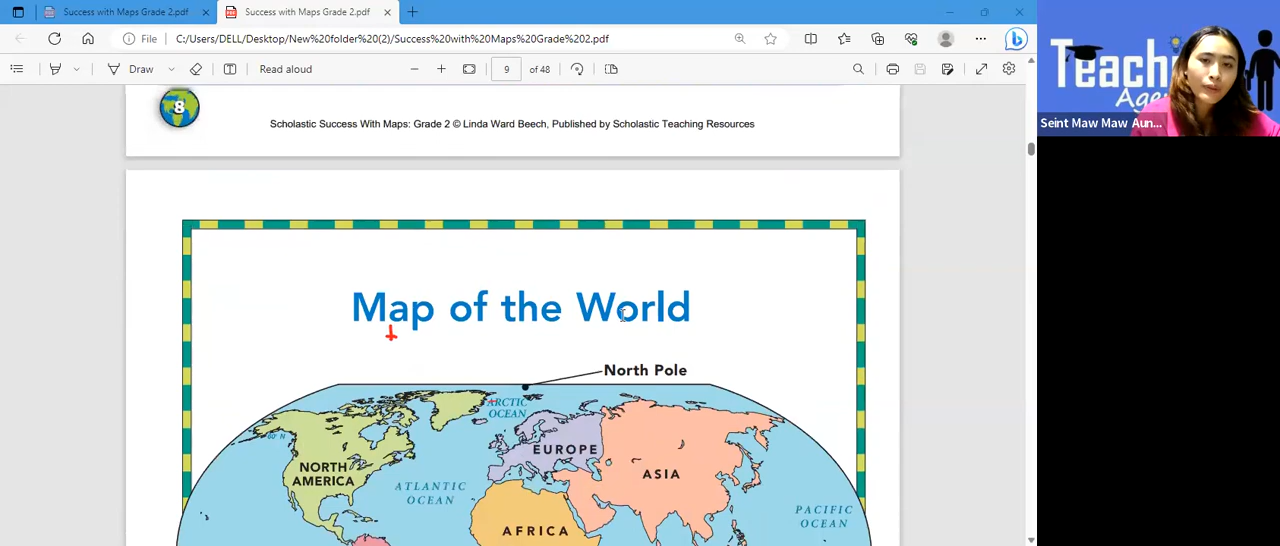 Success with Maps Grade 2.pdf
Success with Maps Grade 2.pdf
File
C:/Users/DELL/Desktop/New%20folder%20(2)/Success%20with%20Maps%20Grade%202.pdf
Draw
Read aloud
9
of 48
8
Scholastic Success With Maps: Grade 2 © Linda Ward Beech, Published by Scholastic Teaching Resources
Map of the World
North Pole
ARCTIC
OCEAN
60° N
EUROPE
NORTH
AMERICA
ASIA
ATLANTIC
OCEAN
PACIFIC
OCEAN
AFRICA
Seint Maw Maw Aun...